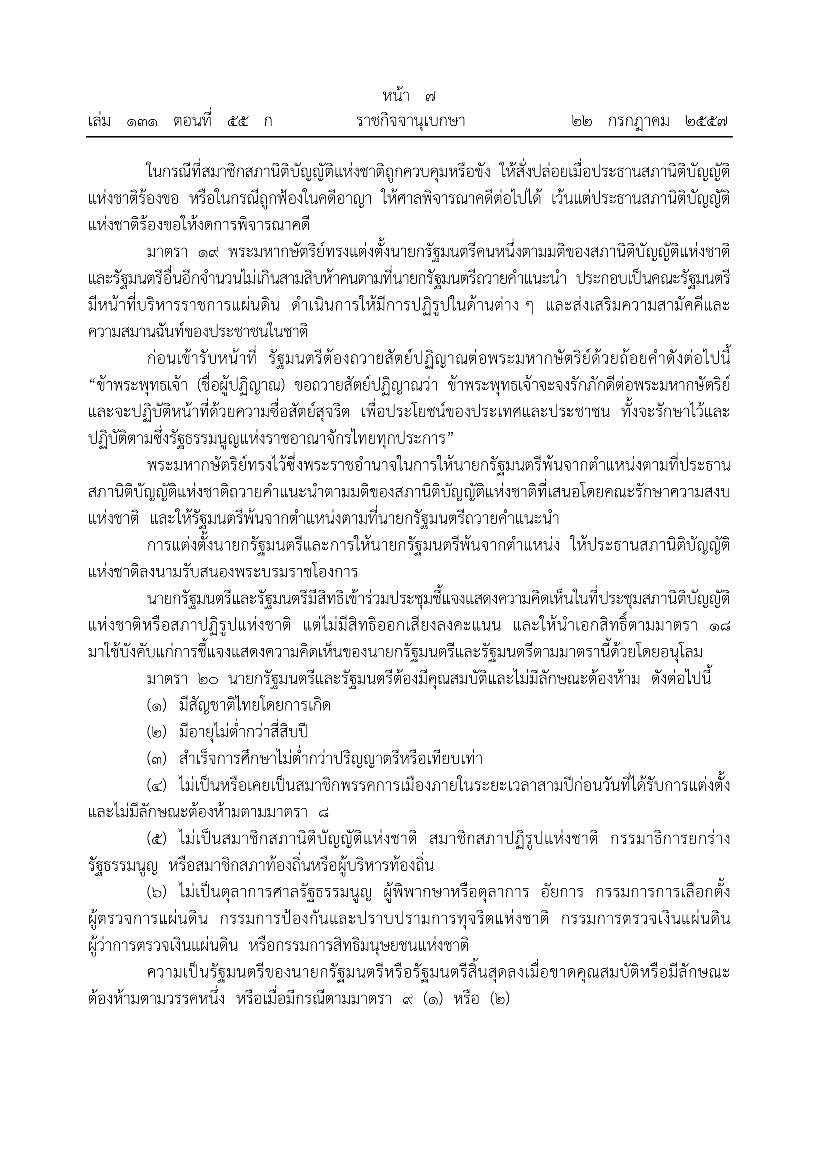 หน้า ๗
เล่ม ๑๓๑ ตอนที่ ๕๕ ก ราชกิจจานุเบกษา ๒๒ กรกฎาคม ๒๕๕๗
ในกรณีที่สมาชิกสภานิติบัญญัติแห่งชาติถูกควบคุมหรือขัง ให้สั่งปล่อยเมื่อประธานสภานิติบัญญัติ
แห่งชาติร้องขอ หรือในกรณีถูกฟ้องในคดีอาญา ให้ศาลพิจารณาคดีต่อไปได้ เว้นแต่ประธานสภานิติบัญญัติ
แห่งชาติร้องขอให้งดการพิจารณาคดี
มาตรา ๑๙ พระมหากษัตริย์ทรงแต่งตั้งนายกรัฐมนตรีคนหนึ่งตามมติของสภานิติบัญญัติแห่งชาติ
และรัฐมนตรีอื่นอีกจำนวนไม่เกินสามสิบห้าคนตามที่นายกรัฐมนตรีถวายคำแนะนำ ประกอบเป็นคณะรัฐมนตรี
มีหน้าที่บริหารราชการแผ่นดิน ดำเนินการให้มีการปฏิรูปในด้านต่าง ๆ และส่งเสริมความสามัคคีและ
ความสมานฉันท์ของประชาชนในชาติ
ก่อนเข้ารับหน้าที่ รัฐมนตรีต้องถวายสัตย์ปฏิญาณต่อพระมหากษัตริย์ด้วยถ้อยคำดังต่อไปนี้
“ข้าพระพุทธเจ้า (ชื่อผู้ปฏิญาณ) ขอถวายสัตย์ปฏิญาณว่า ข้าพระพุทธเจ้าจะจงรักภักดีต่อพระมหากษัตริย์
และจะปฏิบัติหน้าที่ด้วยความซื่อสัตย์สุจริต เพื่อประโยชน์ของประเทศและประชาชน ทั้งจะรักษาไว้และ
ปฏิบัติตามซึ่งรัฐธรรมนูญแห่งราชอาณาจักรไทยทุกประการ”
พระมหากษัตริย์ทรงไว้ซึ่งพระราชอำนาจในการให้นายกรัฐมนตรีพ้นจากตำแหน่งตามที่ประธาน
สภานิติบัญญัติแห่งชาติถวายคำแนะนำตามมติของสภานิติบัญญัติแห่งชาติที่เสนอโดยคณะรักษาความสงบ
แห่งชาติ และให้รัฐมนตรีพ้นจากตำแหน่งตามที่นายกรัฐมนตรีถวายคำแนะนำ
การแต่งตั้งนายกรัฐมนตรีและการให้นายกรัฐมนตรีพ้นจากตำแหน่ง ให้ประธานสภานิติบัญญัติ
แห่งชาติลงนามรับสนองพระบรมราชโองการ
นายกรัฐมนตรีและรัฐมนตรีมีสิทธิเข้าร่วมประชุมชี้แจงแสดงความคิดเห็นในที่ประชุมสภานิติบัญญัติ
แห่งชาติหรือสภาปฏิรูปแห่งชาติ แต่ไม่มีสิทธิออกเสียงลงคะแนน และให้นำเอกสิทธิ์ตามมาตรา ๑๘
มาใช้บังคับแก่การชี้แจงแสดงความคิดเห็นของนายกรัฐมนตรีและรัฐมนตรีตามมาตรานี้ด้วยโดยอนุโลม
มาตรา ๒๐ นายกรัฐมนตรีและรัฐมนตรีต้องมีคุณสมบัติและไม่มีลักษณะต้องห้าม ดังต่อไปนี้
(๑) มีสัญชาติไทยโดยการเกิด
(๒) มีอายุไม่ต่ำกว่าสี่สิบปี
(๓) สำเร็จการศึกษาไม่ต่ำกว่าปริญญาตรีหรือเทียบเท่า
(๔) ไม่เป็นหรือเคยเป็นสมาชิกพรรคการเมืองภายในระยะเวลาสามปีก่อนวันที่ได้รับการแต่งตั้ง
และไม่มีลักษณะต้องห้ามตามมาตรา ๘
(๕) ไม่เป็นสมาชิกสภานิติบัญญัติแห่งชาติ สมาชิกสภาปฏิรูปแห่งชาติ กรรมาธิการยกร่าง
รัฐธรรมนูญ หรือสมาชิกสภาท้องถิ่นหรือผู้บริหารท้องถิ่น
(๖) ไม่เป็นตุลาการศาลรัฐธรรมนูญ ผู้พิพากษาหรือตุลาการ อัยการ กรรมการการเลือกตั้ง
ผู้ตรวจการแผ่นดิน กรรมการป้องกันและปราบปรามการทุจริตแห่งชาติ กรรมการตรวจเงินแผ่นดิน
ผู้ว่าการตรวจเงินแผ่นดิน หรือกรรมการสิทธิมนุษยชนแห่งชาติ
ความเป็นรัฐมนตรีของนายกรัฐมนตรีหรือรัฐมนตรีสิ้นสุดลงเมื่อขาดคุณสมบัติหรือมีลักษณะ
ต้องห้ามตามวรรคหนึ่ง หรือเมื่อมีกรณีตามมาตรา ๙ (๑) หรือ (๒)